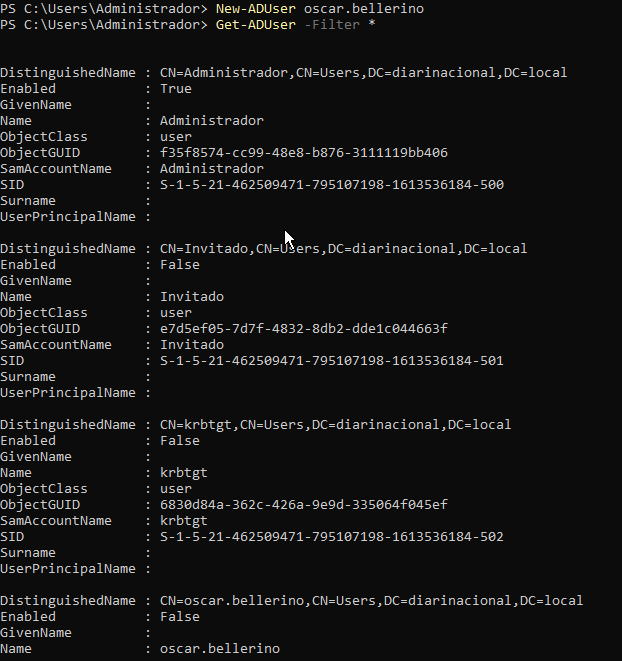 PS C:\Users\Administrador> New-ADUser oscar.bellerino
PS C:\Users\Administrador> Get-ADUser -Filter *
DistinguishedName : CN=Administrador,CN=Users,DC=diarinacional,DC=local
Enabled : True
GivenName :
Name : Administrador
ObjectClass : user
ObjectGUID : f35f8574-cc99-48e8-b876-3111119bb406
SamAccountName : Administrador
SID : S-1-5-21-462509471-795107198-1613536184-500
Surname :
UserPrincipalName :
DistinguishedName : CN=Invitado,CN=Users,DC=diarinacional,DC=local
Enabled : False
GivenName :
Name : Invitado
ObjectClass : user
ObjectGUID : e7d5ef05-7d7f-4832-8db2-dde1c044663f
SamAccountName : Invitado
SID : S-1-5-21-462509471-795107198-1613536184-501
Surname :
UserPrincipalName :
DistinguishedName : CN=krbtgt,CN=Users,DC=diarinacional,DC=local
Enabled : False
GivenName :
Name : krbtgt
ObjectClass : user
ObjectGUID : 6830d84a-362c-426a-9e9d-335064f045ef
SamAccountName : krbtgt
SID : S-1-5-21-462509471-795107198-1613536184-502
Surname :
UserPrincipalName :
DistinguishedName : CN=oscar.bellerino,CN=Users,DC=diarinacional,DC=local
Enabled : False
GivenName :
Name : oscar.bellerino